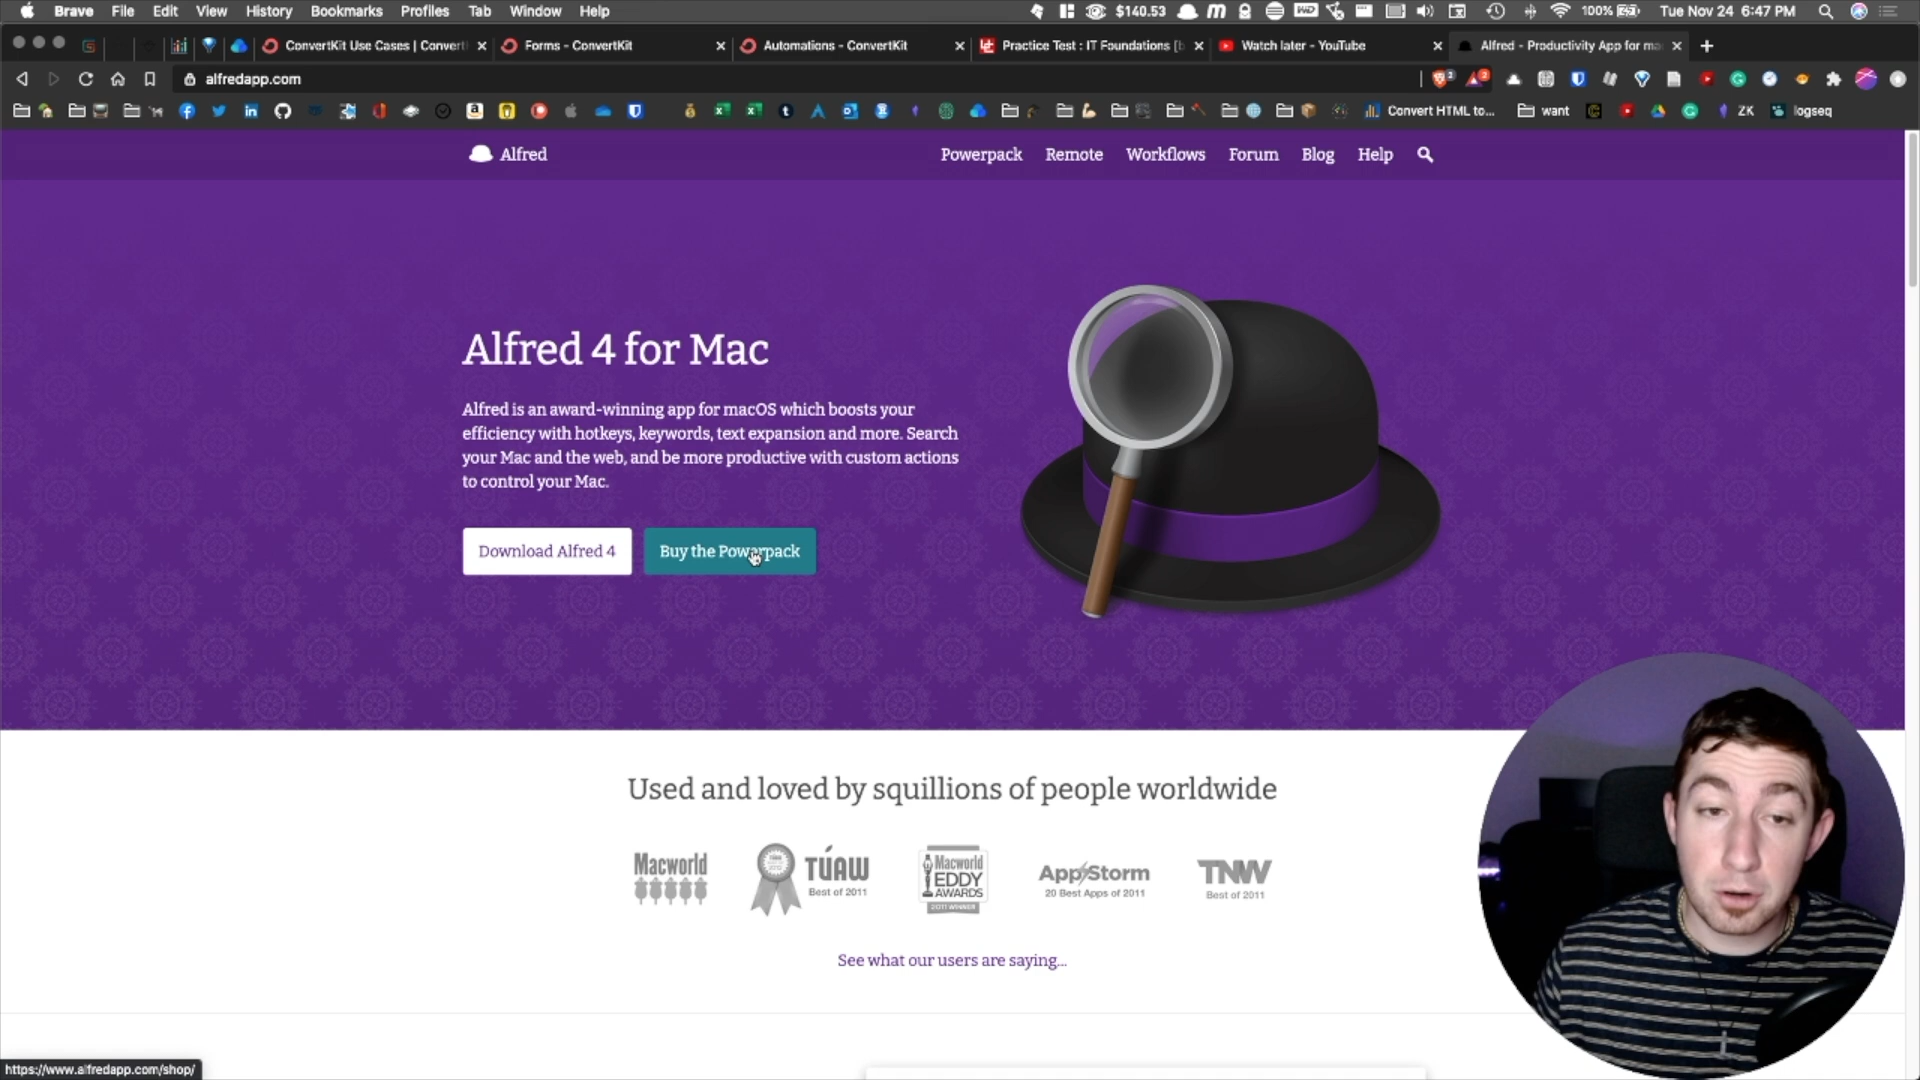 Brave File Edit View History Bookmarks Profiles Tab Window Help $140.53 100% Tue Nov 24 6:47 PM
ConvertKit Use Cases | Convert
Forms - ConvertKit
Automations - ConvertKit
Practice Test : IT Foundations [
Watch later - YouTube
Alfred - Productivity App for ma
alfredapp.com
Convert HTML to... want ZK logseq
Alfred Powerpack Remote Workflows Forum Blog Help
Alfred 4 for Mac
Alfred is an award-winning app for macOS which boosts your
efficiency with hotkeys, keywords, text expansion and more. Search
your Mac and the web, and be more productive with custom actions
to control your Mac.
Download Alfred 4 Buy the Powerpack
Used and loved by squillions of people worldwide
Macworld
TUAW
Best of 2011
Macworld
EDDY
AWARDS
2011 WINNER
AppStorm
20 Best Apps of 2011
TNW
Best of 2011
See what our users are saying...
https://www.alfredapp.com/shop/